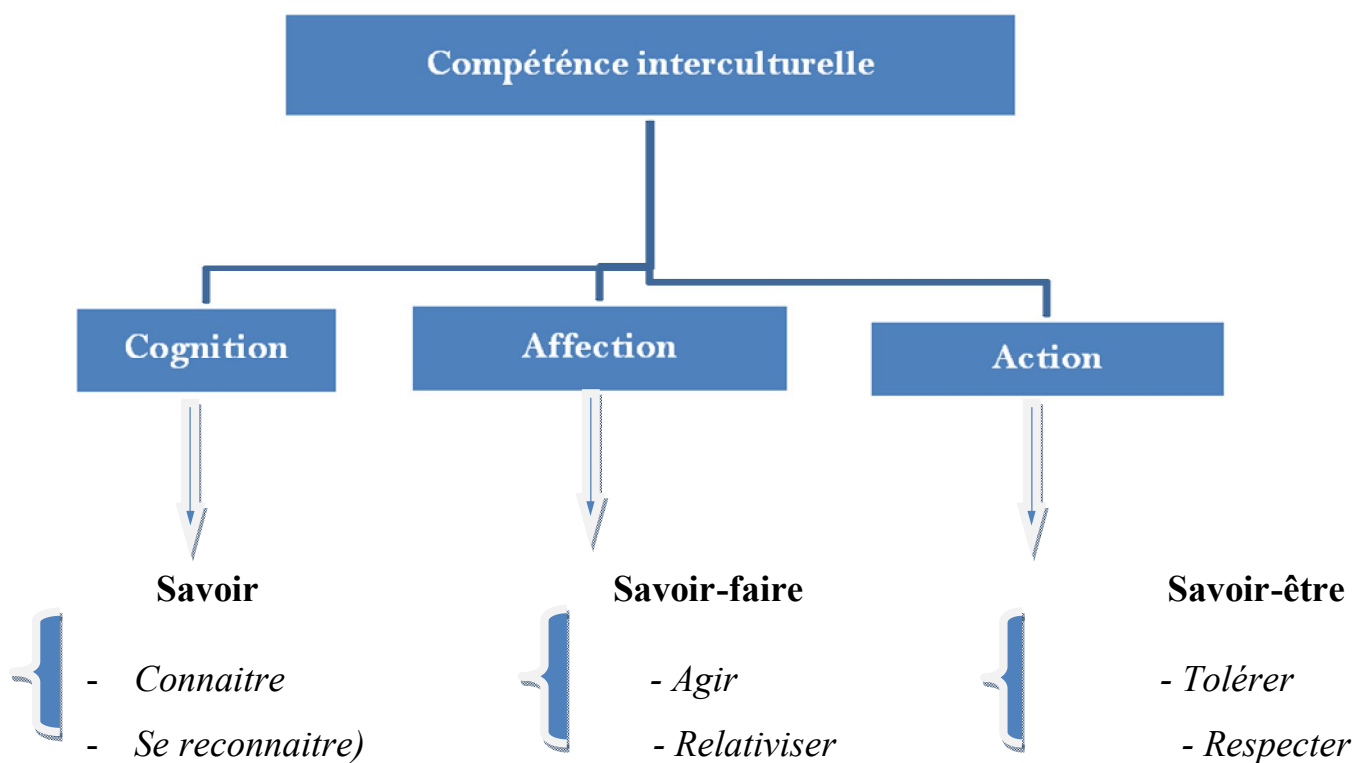 Compéténce interculturelle
Cognition
Affection
Action
Savoir
Savoir-faire
Savoir-être
- Connaitre
- Agir
- Tolérer
- Se reconnaitre)
- Relativiser
- Respecter